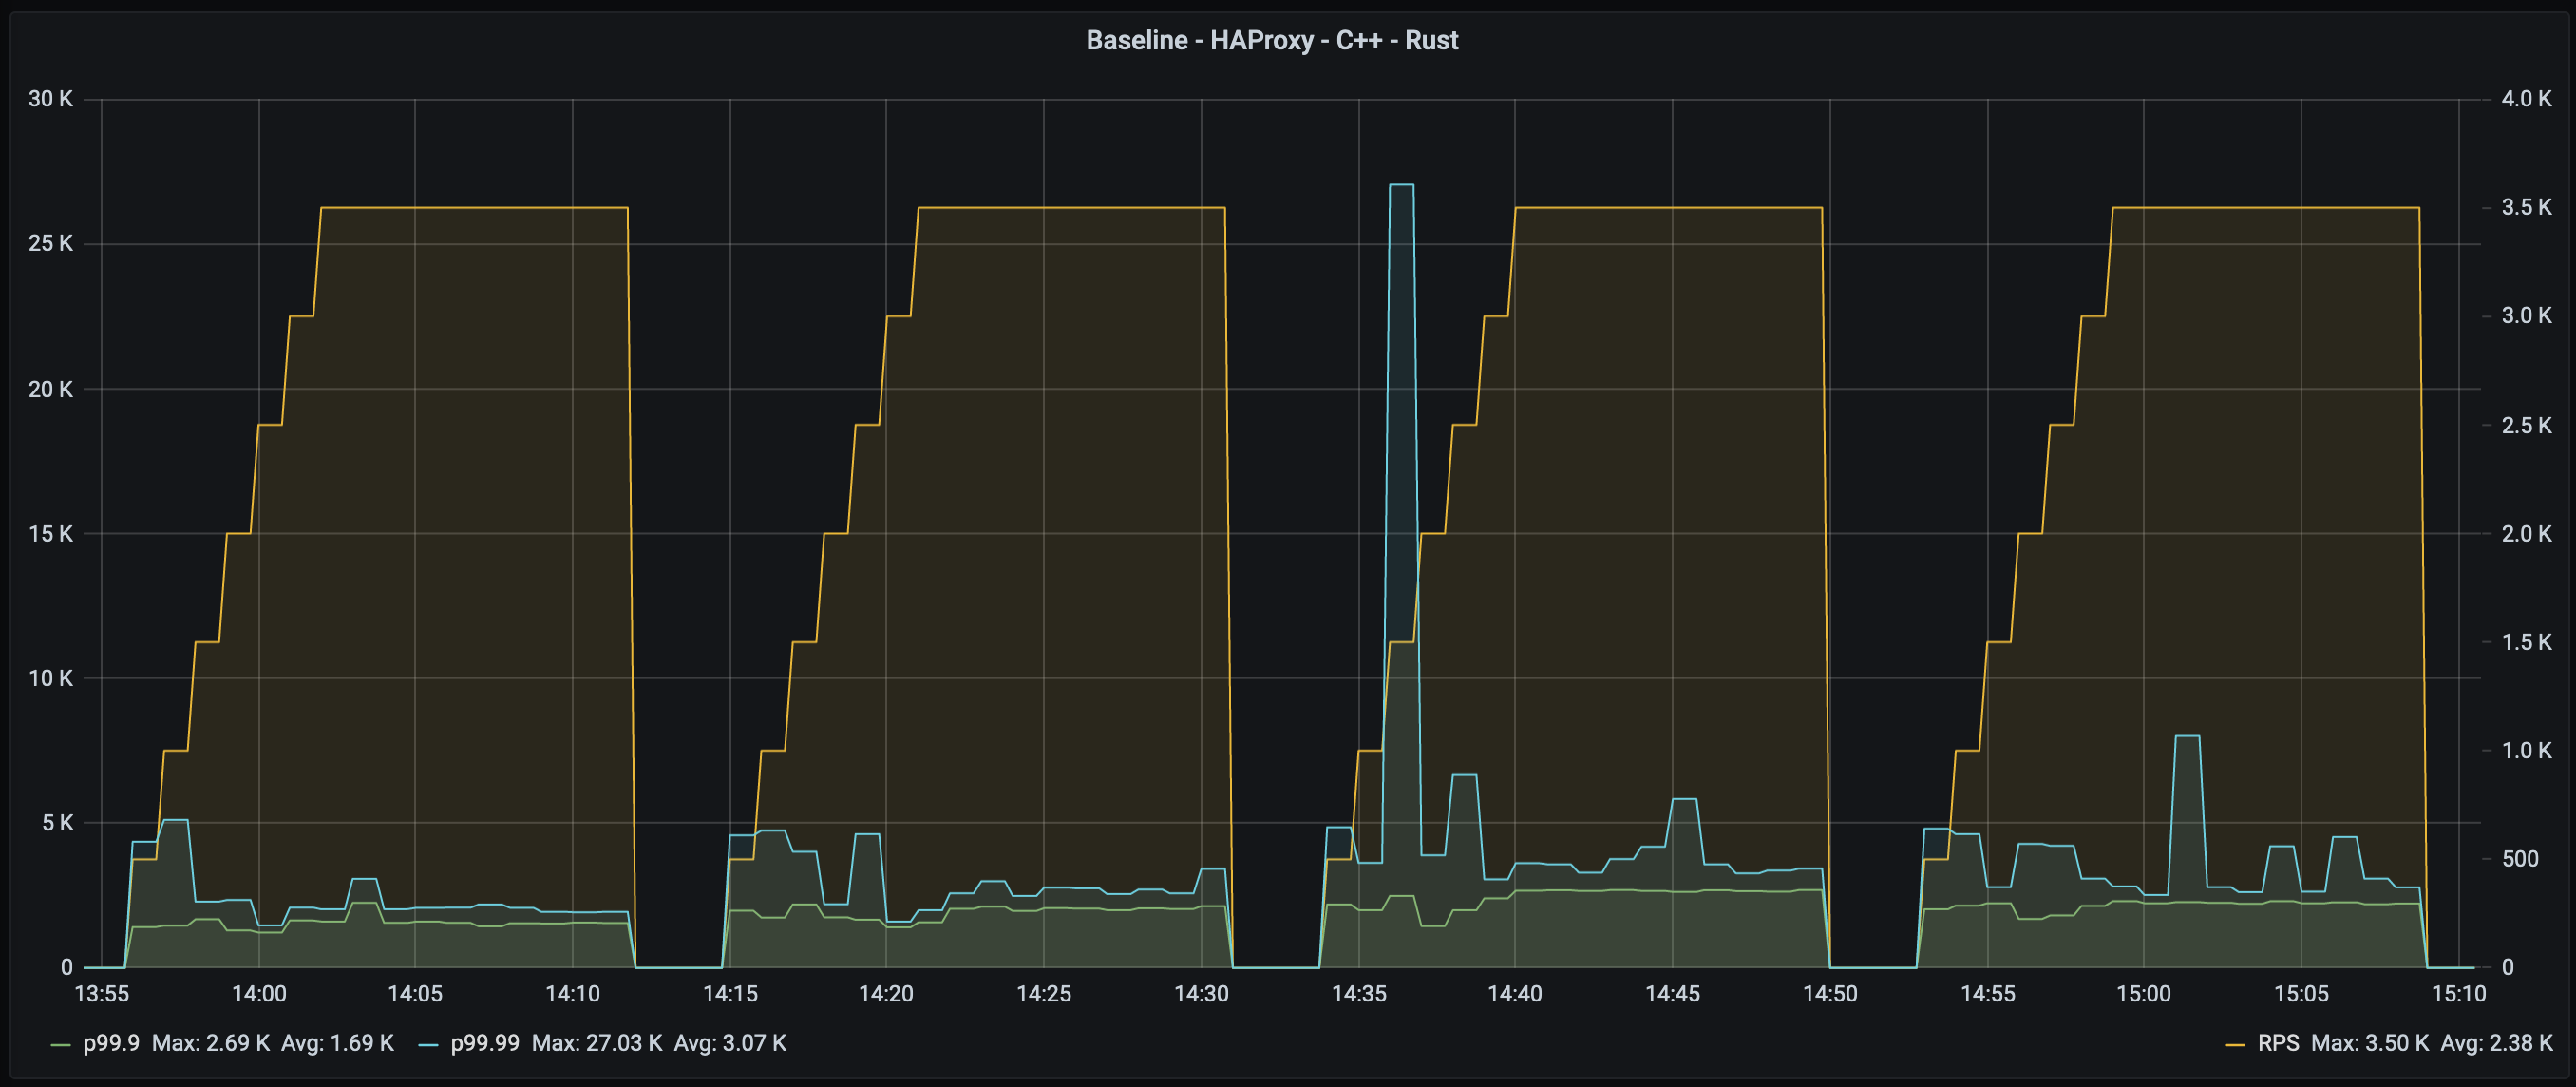 Baseline - HAProxy - C++ - Rust
30 K
25 K
20 K
15 K
10 K
5 K
0
4.0 K
3.5 K
3.0 K
2.5 K
2.0 K
1.5 K
1.0 K
500
0
13:55 14:00 14:05 14:10 14:15 14:20 14:25 14:30 14:35 14:40 14:45 14:50 14:55 15:00 15:05 15:10
p99.9 Max: 2.69 K Avg: 1.69 K p99.99 Max: 27.03 K Avg: 3.07 K RPS Max: 3.50 K Avg: 2.38 K